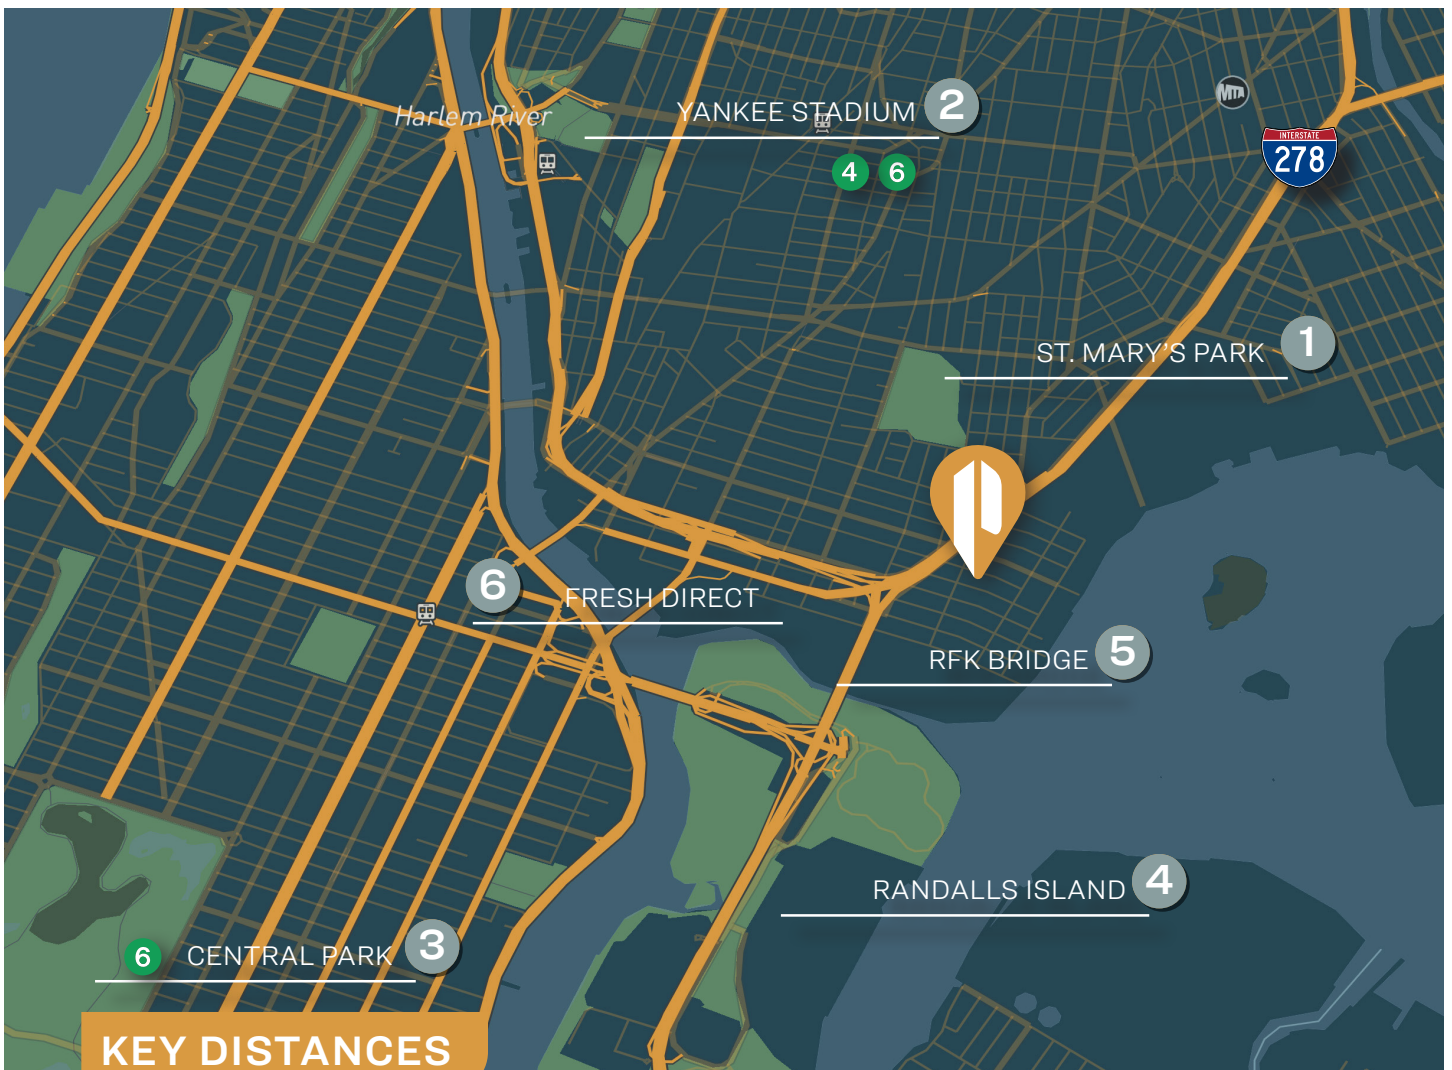 Harlem River
YANKEE STADIUM 2
4 6
MTA
INTERSTATE
278
ST. MARY'S PARK 1
6 FRESH DIRECT
RFK BRIDGE 5
RANDALLS ISLAND 4
6 CENTRAL PARK 3
KEY DISTANCES